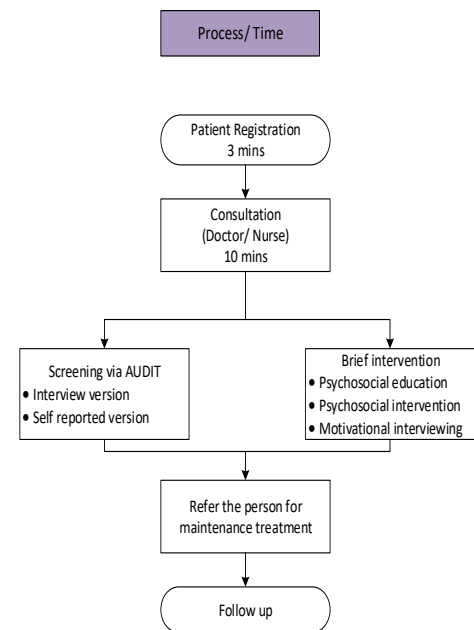 Process/ Time
Patient Registration
3 mins
Consultation
(Doctor/ Nurse)
10 mins
Screening via AUDIT
• Interview version
• Self reported version
Brief intervention
• Psychosocial education
• Psychosocial intervention
• Motivational interviewing
Refer the person for
maintenance treatment
Follow up